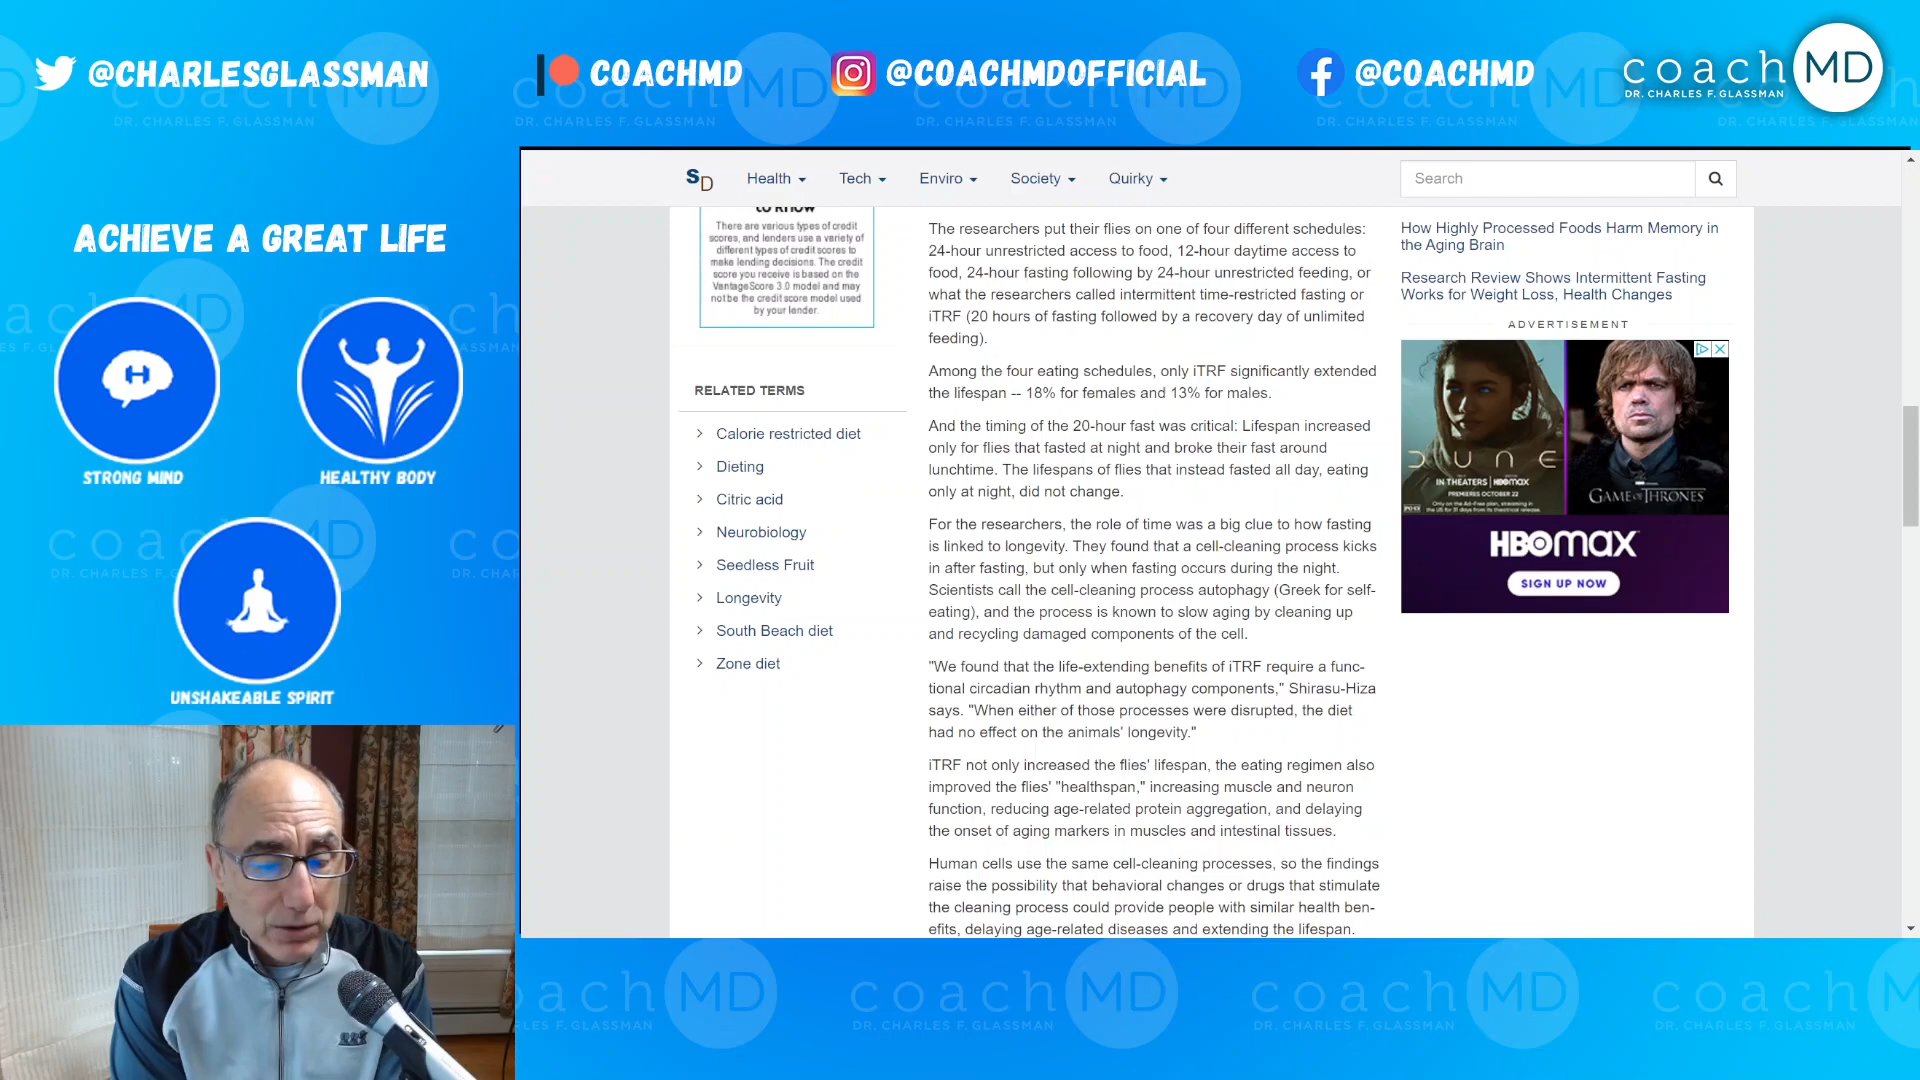 @CHARLESGLASSMAN
COACHMD
@COACHMDOFFICIAL
@COACHMD
coach MD
DR. CHARLES F. GLASSMAN
ACHIEVE A GREAT LIFE
STRONG MIND
HEALTHY BODY
UNSHAKEABLE SPIRIT
SD
Health
Tech
Enviro
Society
Quirky
Search
to know
There are various types of credit
scores, and lenders use a variety of
different types of credit scores to
make lending decisions. The credit
score you receive is based on the
VantageScore 3.0 model and may
not be the credit score model used
by your lender.
RELATED TERMS
Calorie restricted diet
Dieting
Citric acid
Neurobiology
Seedless Fruit
Longevity
South Beach diet
Zone diet
The researchers put their flies on one of four different schedules:
24-hour unrestricted access to food, 12-hour daytime access to
food, 24-hour fasting following by 24-hour unrestricted feeding, or
what the researchers called intermittent time-restricted fasting or
iTRF (20 hours of fasting followed by a recovery day of unlimited
feeding).
Among the four eating schedules, only iTRF significantly extended
the lifespan -- 18% for females and 13% for males.
And the timing of the 20-hour fast was critical: Lifespan increased
only for flies that fasted at night and broke their fast around
lunchtime. The lifespans of flies that instead fasted all day, eating
only at night, did not change.
For the researchers, the role of time was a big clue to how fasting
is linked to longevity. They found that a cell-cleaning process kicks
in after fasting, but only when fasting occurs during the night.
Scientists call the cell-cleaning process autophagy (Greek for self-
eating), and the process is known to slow aging by cleaning up
and recycling damaged components of the cell.
"We found that the life-extending benefits of iTRF require a func-
tional circadian rhythm and autophagy components," Shirasu-Hiza
says. "When either of those processes were disrupted, the diet
had no effect on the animals' longevity."
iTRF not only increased the flies' lifespan, the eating regimen also
improved the flies' "healthspan," increasing muscle and neuron
function, reducing age-related protein aggregation, and delaying
the onset of aging markers in muscles and intestinal tissues.
Human cells use the same cell-cleaning processes, so the findings
raise the possibility that behavioral changes or drugs that stimulate
the cleaning process could provide people with similar health ben-
efits, delaying age-related diseases and extending the lifespan.
How Highly Processed Foods Harm Memory in
the Aging Brain
Research Review Shows Intermittent Fasting
Works for Weight Loss, Health Changes
ADVERTISEMENT
DUNE
IN THEATERS | HBOMAX
PREMIERES OCTOBER 22
GAME OF THRONES
HBOMAX
SIGN UP NOW
coach MD
DR. CHARLES F. GLASSMAN
coach MD
DR. CHARLES F. GLASSMAN
coach MD
DR. CHARLES F. GLASSMAN